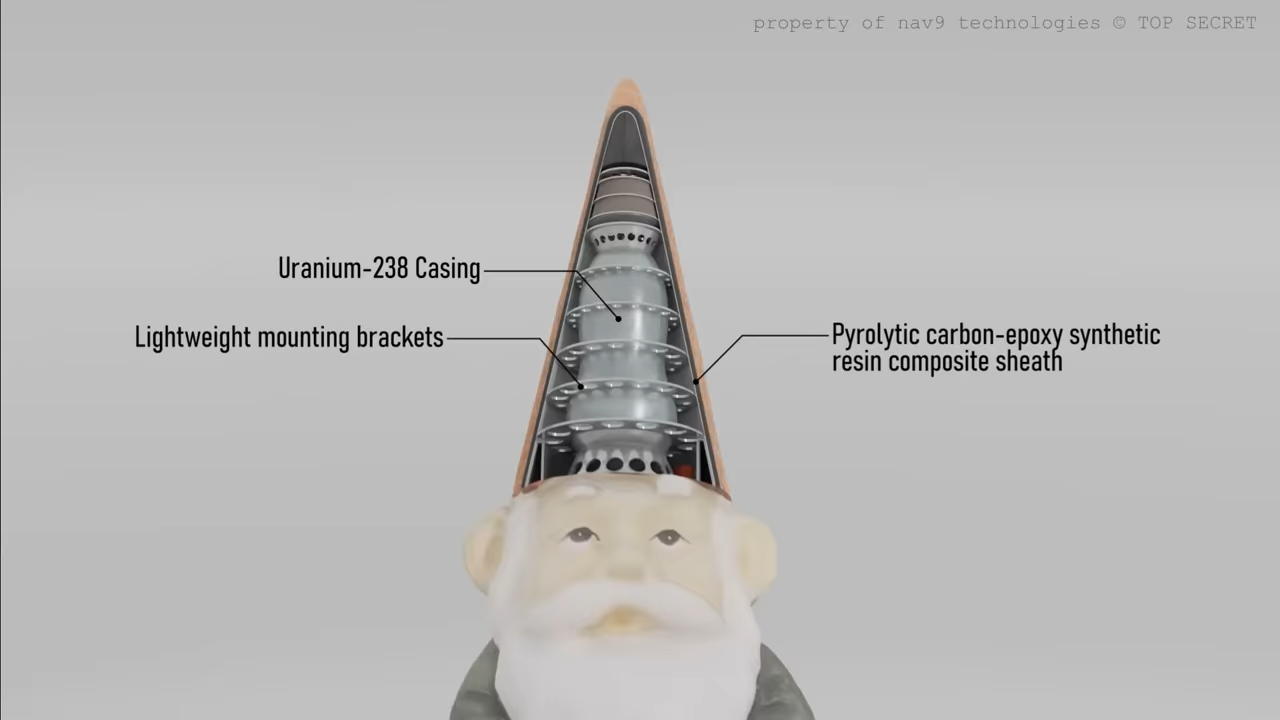 property of nav9 technologies © TOP SECRET
Uranium-238 Casing
Lightweight mounting brackets
Pyrolytic carbon-epoxy synthetic
resin composite sheath